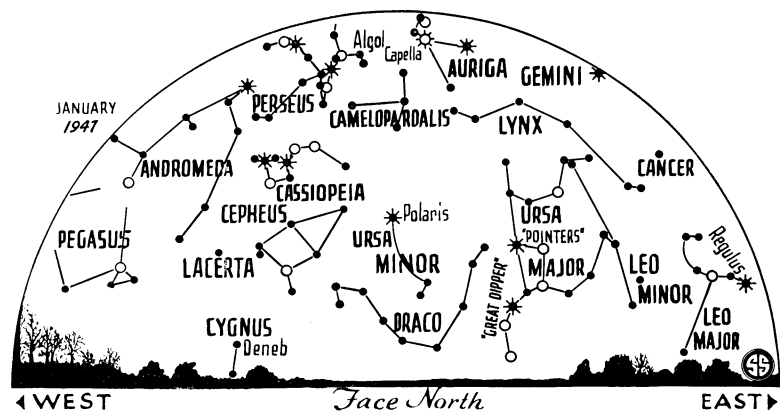 Algol
Capella
AURIGA
GEMINI
JANUARY
1947
PERSEUS
CAMELOPARDALIS
LYNX
ANDROMEDA
CANCER
CASSIOPEIA
CEPHEUS
Polaris
URSA
MINOR
URSA
"POINTERS"
MAJOR
PEGASUS
LACERTA
Regulus
LEO
MINOR
"GREAT DIPPER"
DRACO
CYGNUS
Deneb
LEO
MAJOR
SS
WEST
Face North
EAST